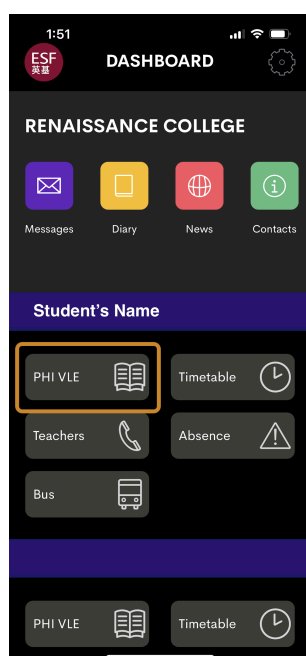 1:51
ESF
英基
DASHBOARD
RENAISSANCE COLLEGE
Messages Diary News Contacts
Student's Name
PHI VLE Timetable
Teachers Absence
Bus
PHI VLE Timetable